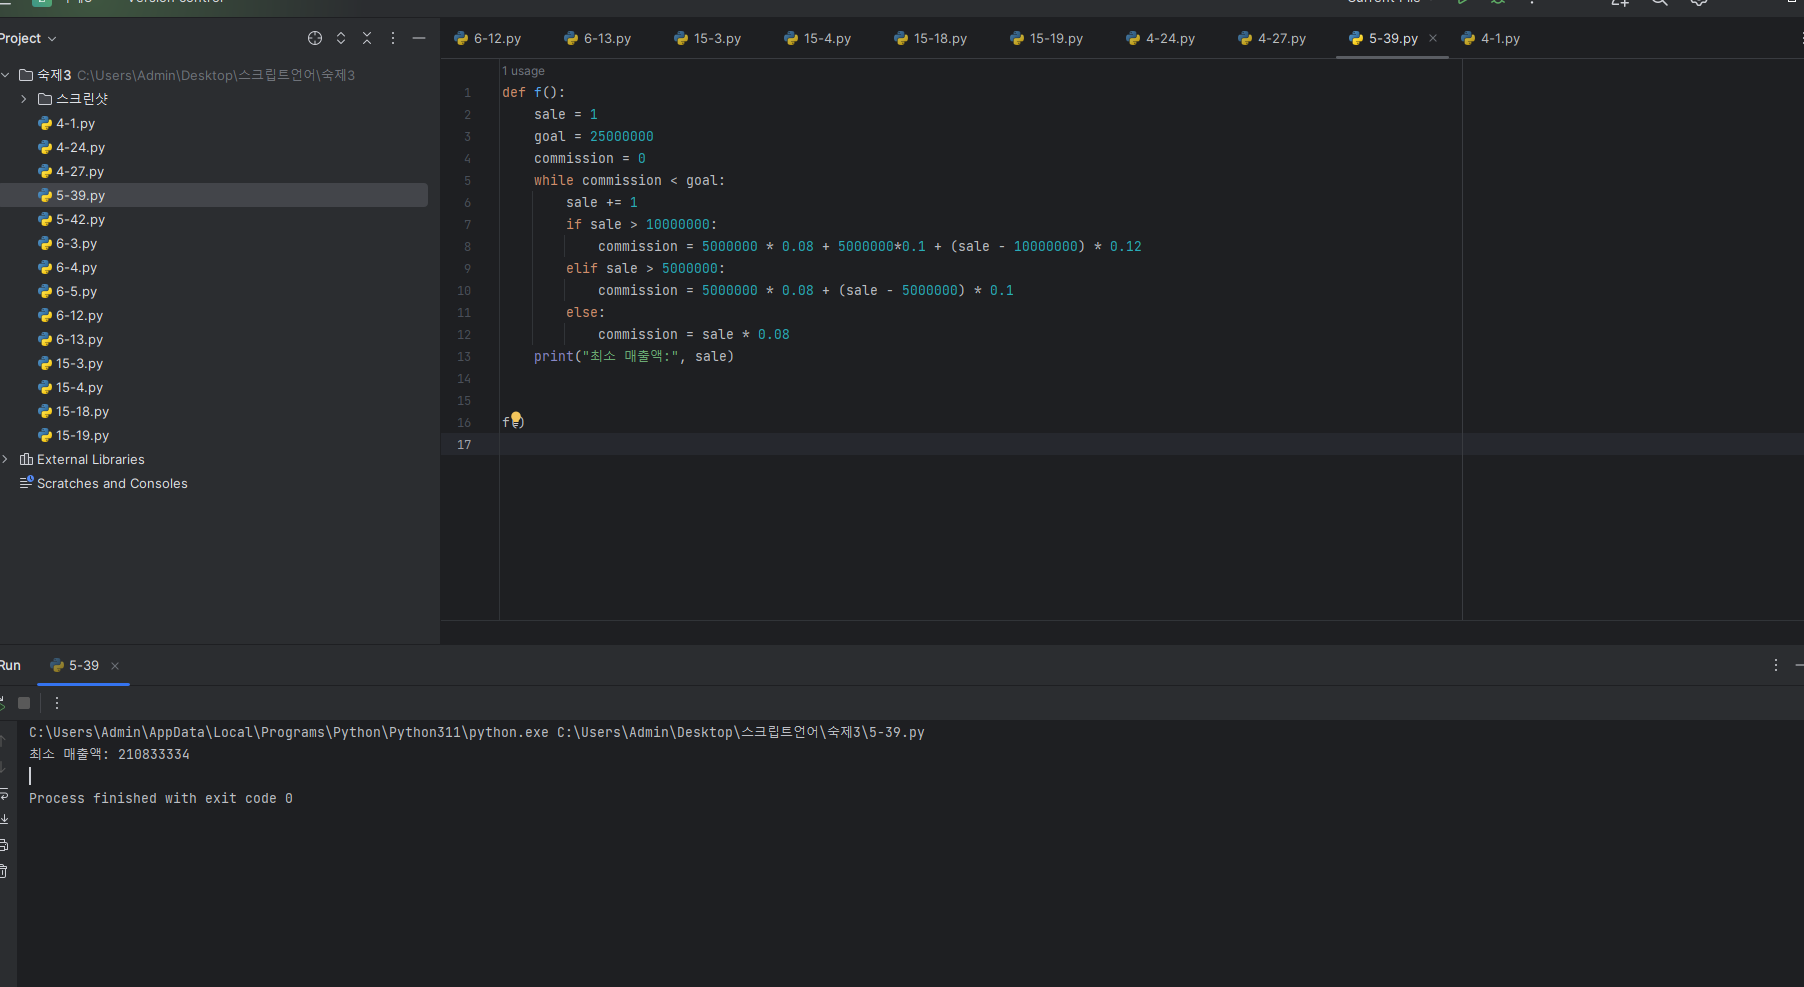 Project
6-12.py 6-13.py 15-3.py 15-4.py 15-18.py 15-19.py 4-24.py 4-27.py 5-39.py 4-1.py
숙제3 C:\Users\Admin\Desktop\스크립트언어\숙제3
스크린샷
4-1.py
4-24.py
4-27.py
5-39.py
5-42.py
6-3.py
6-4.py
6-5.py
6-12.py
6-13.py
15-3.py
15-4.py
15-18.py
15-19.py
External Libraries
Scratches and Consoles
1 usage
1 def f():
2 sale = 1
3 goal = 25000000
4 commission = 0
5 while commission < goal:
6 sale += 1
7 if sale > 10000000:
8 commission = 5000000 * 0.08 + 5000000*0.1 + (sale - 10000000) * 0.12
9 elif sale > 5000000:
10 commission = 5000000 * 0.08 + (sale - 5000000) * 0.1
11 else:
12 commission = sale * 0.08
13 print("최소 매출액:", sale)
14
15
16 f()
17
Run 5-39
C:\Users\Admin\AppData\Local\Programs\Python\Python311\python.exe C:\Users\Admin\Desktop\스크립트언어\숙제3\5-39.py
최소 매출액: 210833334
Process finished with exit code 0